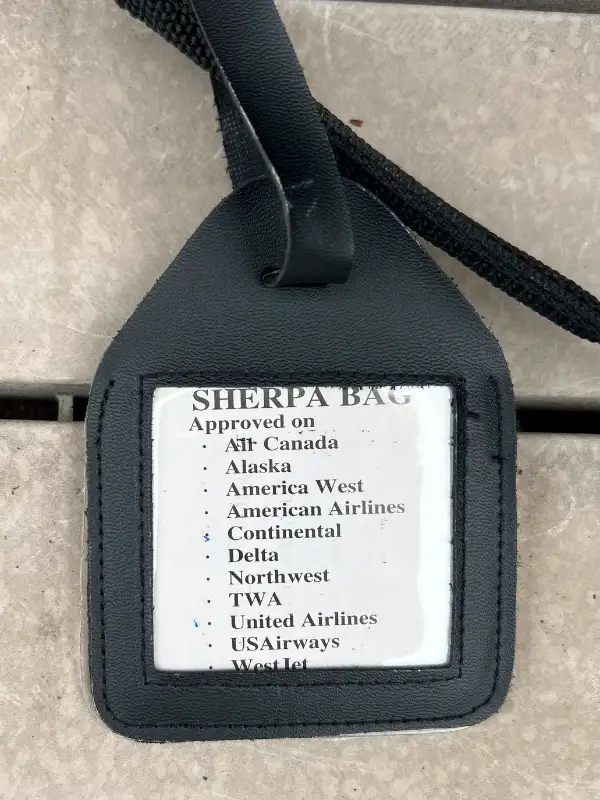 SHERPA BAG
Approved on
· Air Canada
· Alaska
· America West
· American Airlines
· Continental
· Delta
· Northwest
· TWA
· United Airlines
· USAirways
· WestJet